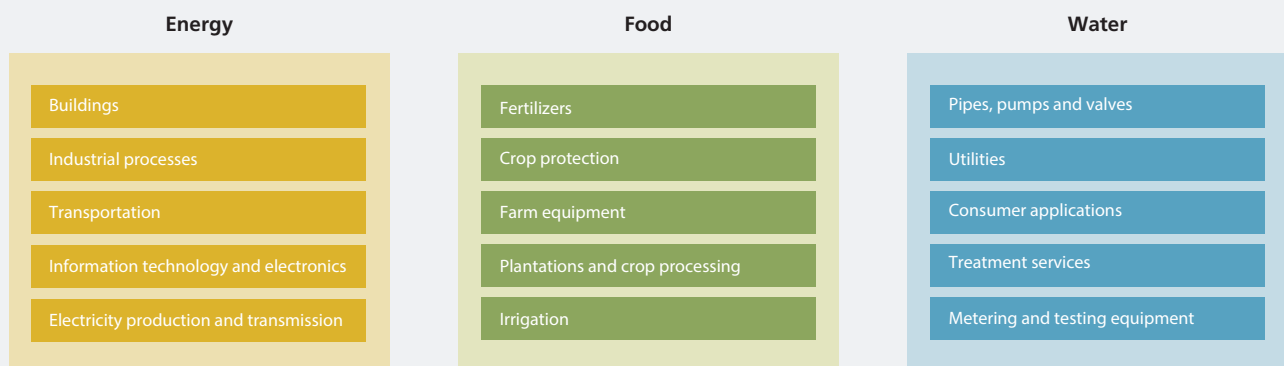 Energy
Buildings
Industrial processes
Transportation
Information technology and electronics
Electricity production and transmission
Food
Fertilizers
Crop protection
Farm equipment
Plantations and crop processing
Irrigation
Water
Pipes, pumps and valves
Utilities
Consumer applications
Treatment services
Metering and testing equipment